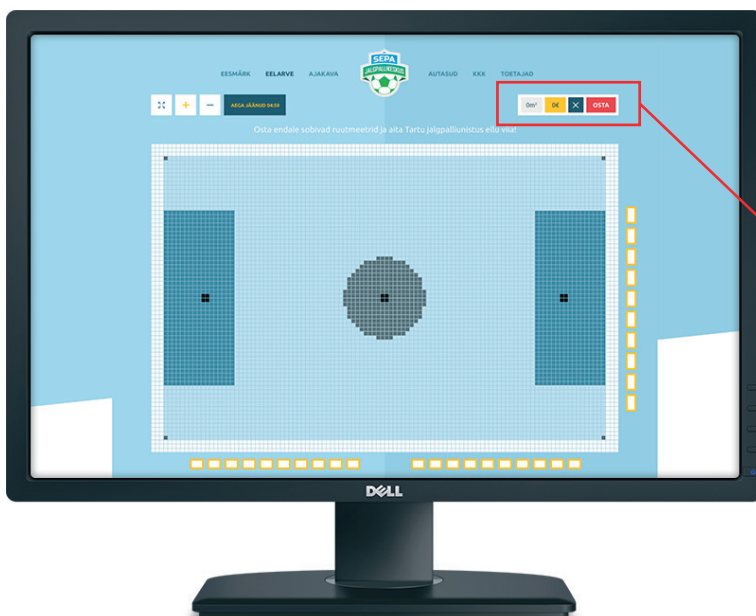 SEPA
JALGPALLIKESKUS
EESMÄRK EELARVE AJAKAVA AUTASUD KKK TOETAJAD
AEGA JÄÄNUD 04:59
0m² 0€ OSTA
Osta endale sobivad ruutmeetrid ja aita Tartu jalgpalliunistus ellu viia!
DELL